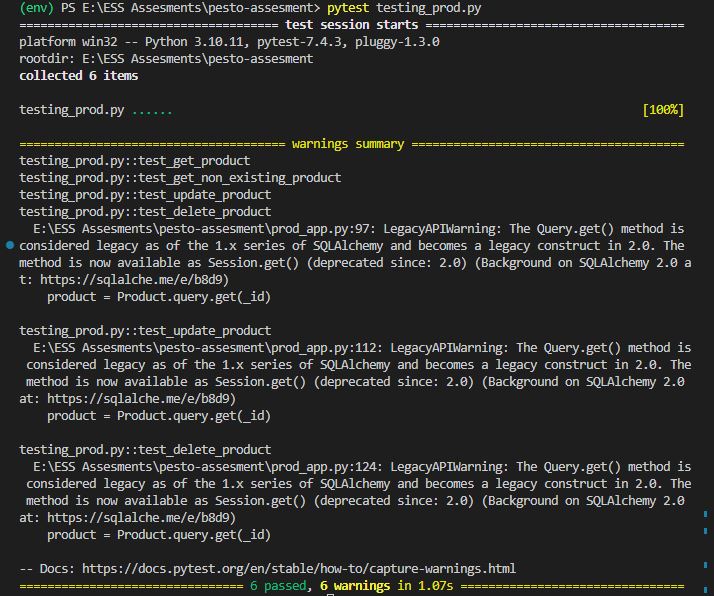 (env) PS E:\ESS Assesments\pesto-assesment> pytest testing_prod.py
===================================== test session starts =====================================
platform win32 -- Python 3.10.11, pytest-7.4.3, pluggy-1.3.0
rootdir: E:\ESS Assesments\pesto-assesment
collected 6 items
testing_prod.py ...... [100%]
====================================== warnings summary =======================================
testing_prod.py::test_get_product
testing_prod.py::test_get_non_existing_product
testing_prod.py::test_update_product
testing_prod.py::test_delete_product
E:\ESS Assesments\pesto-assesment\prod_app.py:97: LegacyAPIWarning: The Query.get() method is
considered legacy as of the 1.x series of SQLAlchemy and becomes a legacy construct in 2.0. The
method is now available as Session.get() (deprecated since: 2.0) (Background on SQLAlchemy 2.0 a
t: https://sqlalche.me/e/b8d9)
product = Product.query.get(_id)
testing_prod.py::test_update_product
E:\ESS Assesments\pesto-assesment\prod_app.py:112: LegacyAPIWarning: The Query.get() method is
considered legacy as of the 1.x series of SQLAlchemy and becomes a legacy construct in 2.0. The
method is now available as Session.get() (deprecated since: 2.0) (Background on SQLAlchemy 2.0
at: https://sqlalche.me/e/b8d9)
product = Product.query.get(_id)
testing_prod.py::test_delete_product
E:\ESS Assesments\pesto-assesment\prod_app.py:124: LegacyAPIWarning: The Query.get() method is
considered legacy as of the 1.x series of SQLAlchemy and becomes a legacy construct in 2.0. The
method is now available as Session.get() (deprecated since: 2.0) (Background on SQLAlchemy 2.0
at: https://sqlalche.me/e/b8d9)
product = Product.query.get(_id)
-- Docs: https://docs.pytest.org/en/stable/how-to/capture-warnings.html
================================ 6 passed, 6 warnings in 1.07s ================================